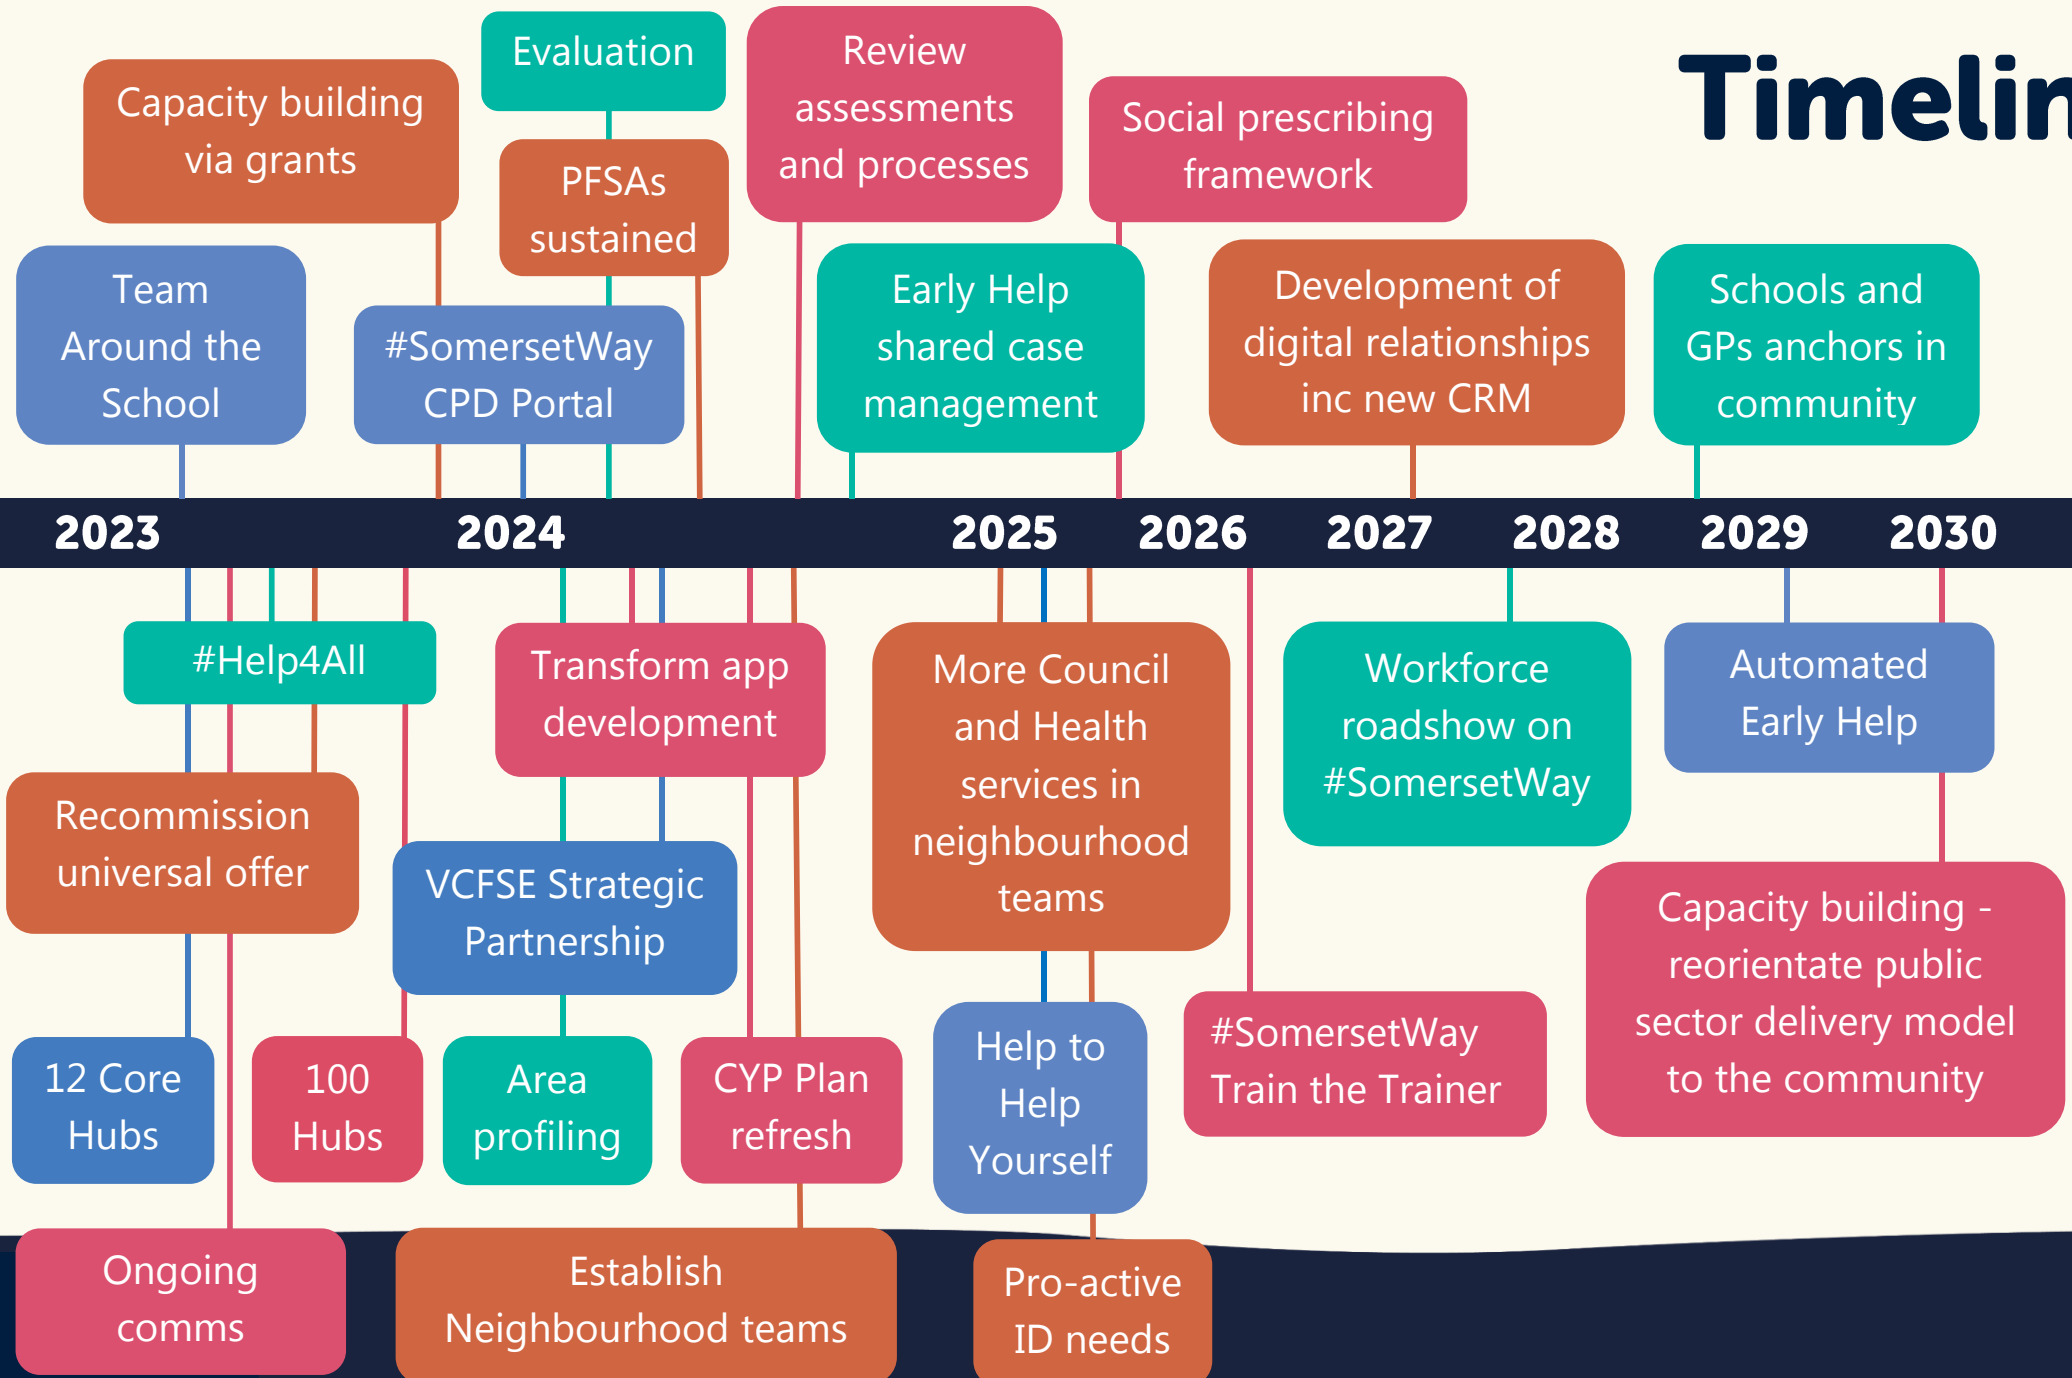 Timelin
Evaluation
Review
assessments
and processes
Capacity building
via grants
Social prescribing
framework
PFSAs
sustained
Team
Around the
School
#SomersetWay
CPD Portal
Early Help
shared case
management
Development of
digital relationships
inc new CRM
Schools and
GPs anchors in
community
2023 2024 2025 2026 2027 2028 2029 2030
#Help4All
Transform app
development
More Council
and Health
services in
neighbourhood
teams
Workforce
roadshow on
#SomersetWay
Automated
Early Help
Recommission
universal offer
VCFSE Strategic
Partnership
Capacity building -
reorientate public
sector delivery model
to the community
12 Core
Hubs
100
Hubs
Area
profiling
CYP Plan
refresh
Help to
Help
Yourself
#SomersetWay
Train the Trainer
Ongoing
comms
Establish
Neighbourhood teams
Pro-active
ID needs